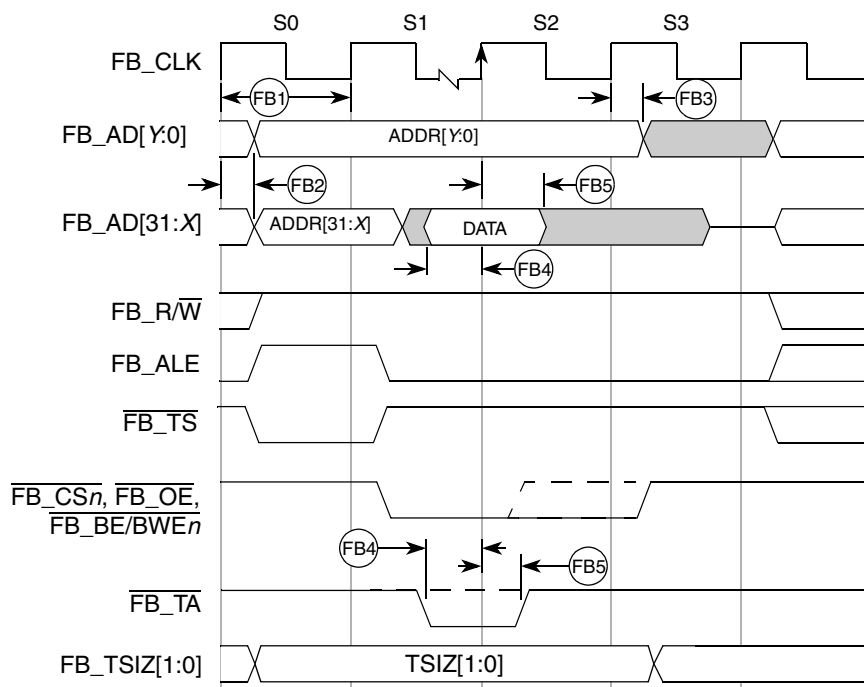 S0 S1 S2 S3
FB_CLK
FB1 FB3
FB_AD[Y:0] ADDR[Y:0]
FB2 FB5
FB_AD[31:X] ADDR[31:X] DATA
FB4
FB_R/W
FB_ALE
FB_TS
FB_CSn, FB_OE,
FB_BE/BWEn
FB4 FB5
FB_TA
FB_TSIZ[1:0] TSIZ[1:0]